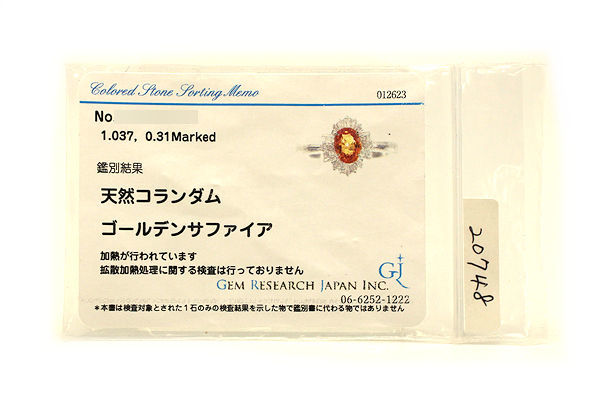 Colored Stone Sorting Memo
012623
No.
1.037, 0.31Marked
鑑別結果
天然コランダム
ゴールデンサファイア
加熱が行われています
拡散加熱処理に関する検査は行っておりません
GJ
GEM RESEARCH JAPAN INC.
06-6252-1222
*本書は検査対象とされた1石のみの検査結果を示した物で鑑別書に代わる物ではありません
20748